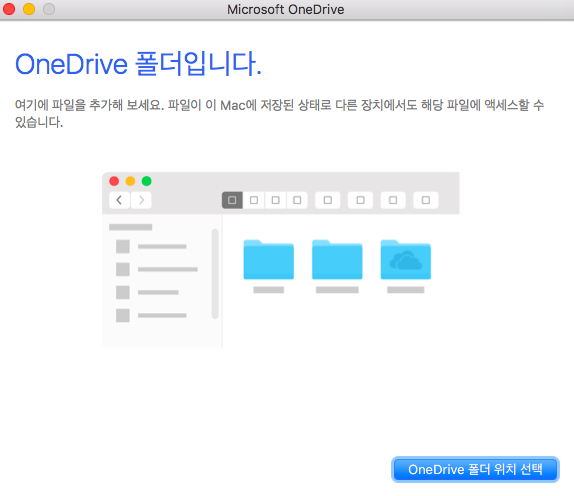 Microsoft OneDrive
OneDrive 폴더입니다.
여기에 파일을 추가해 보세요. 파일이 이 Mac에 저장된 상태로 다른 장치에서도 해당 파일에 액세스할 수
있습니다.
OneDrive 폴더 위치 선택